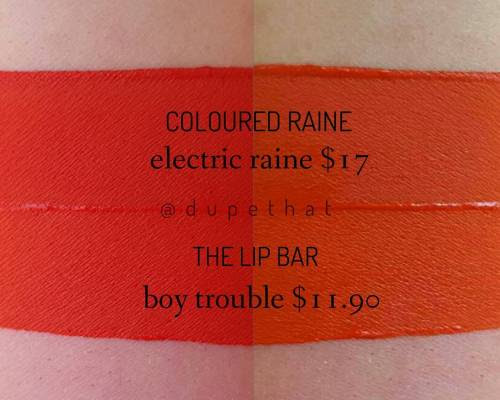 COLOURED RAINE
electric raine $17
@dupethat
THE LIP BAR
boy trouble $11.90